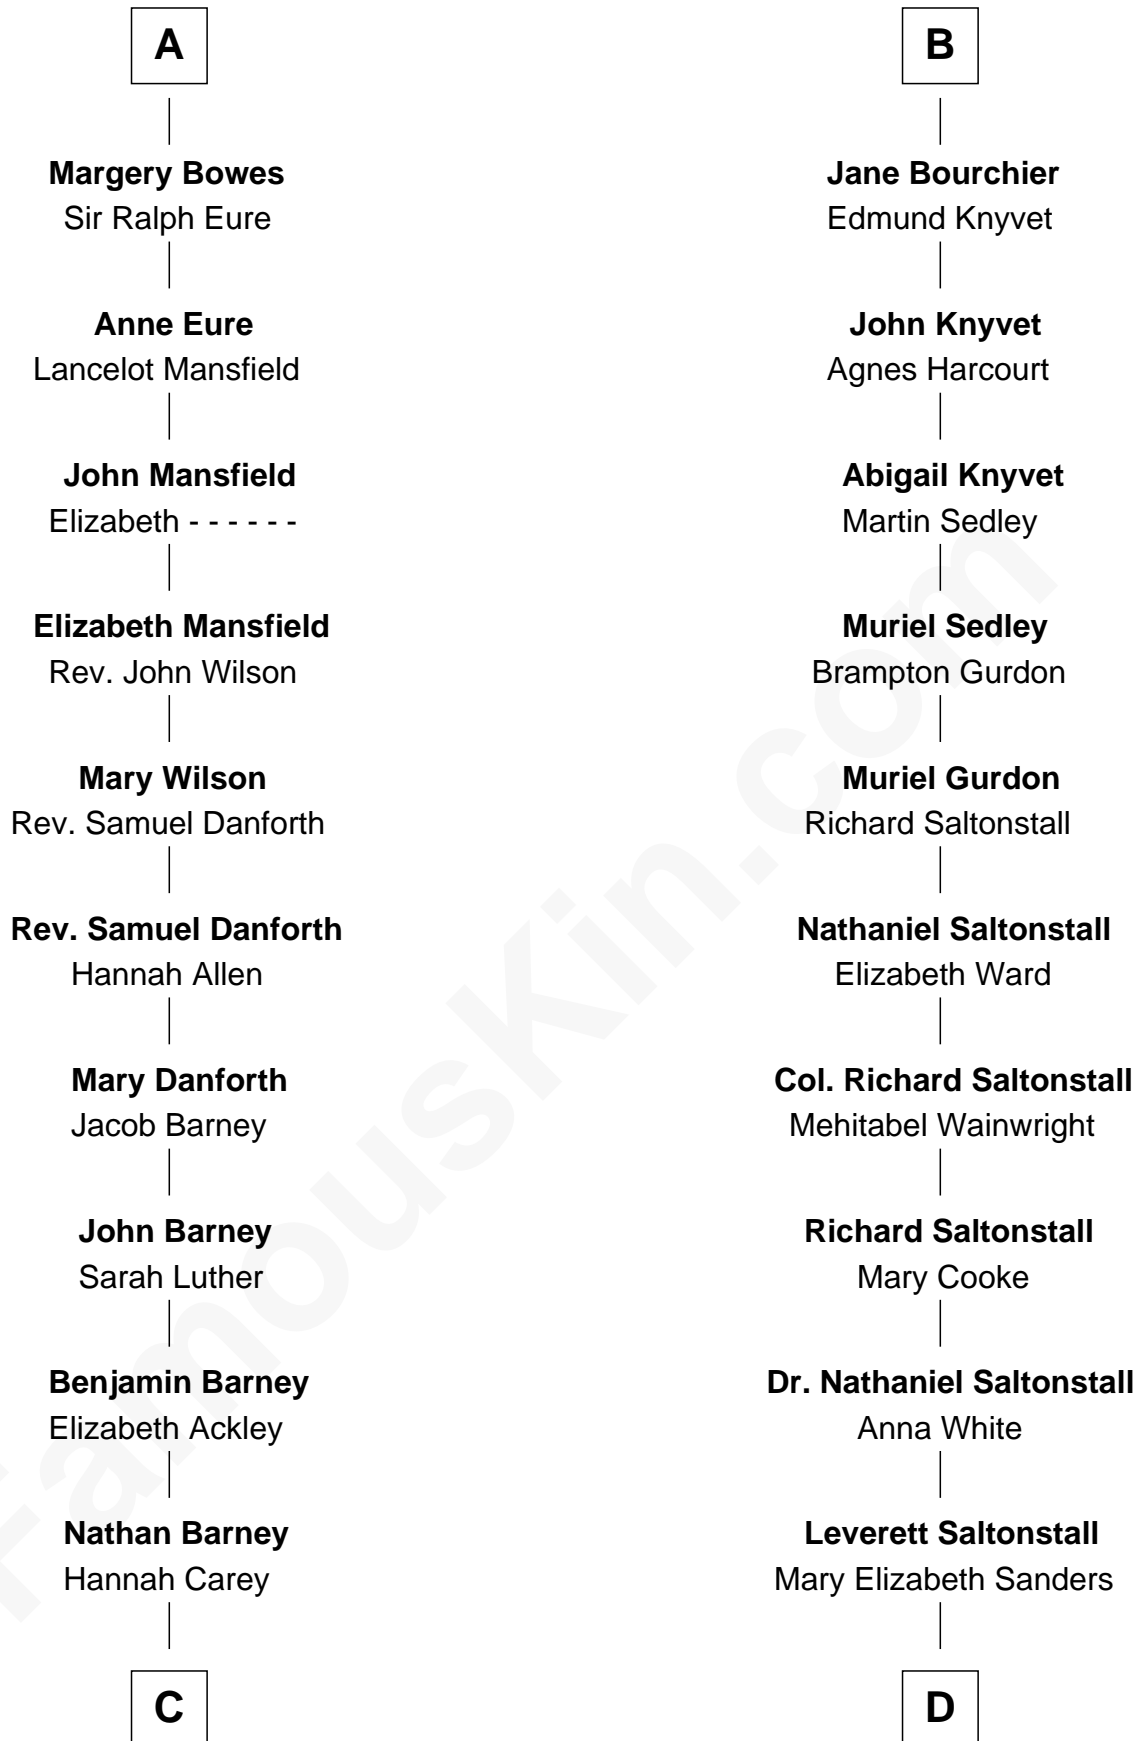 A
Margery Bowes
Sir Ralph Eure
Anne Eure
Lancelot Mansfield
John Mansfield
Elizabeth - - - - - -
Elizabeth Mansfield
Rev. John Wilson
Mary Wilson
Rev. Samuel Danforth
Rev. Samuel Danforth
Hannah Allen
Mary Danforth
Jacob Barney
John Barney
Sarah Luther
Benjamin Barney
Elizabeth Ackley
Nathan Barney
Hannah Carey
C
B
Jane Bourchier
Edmund Knyvet
John Knyvet
Agnes Harcourt
Abigail Knyvet
Martin Sedley
Muriel Sedley
Brampton Gurdon
Muriel Gurdon
Richard Saltonstall
Nathaniel Saltonstall
Elizabeth Ward
Col. Richard Saltonstall
Mehitabel Wainwright
Richard Saltonstall
Mary Cooke
Dr. Nathaniel Saltonstall
Anna White
Leverett Saltonstall
Mary Elizabeth Sanders
D
FamousKin.com